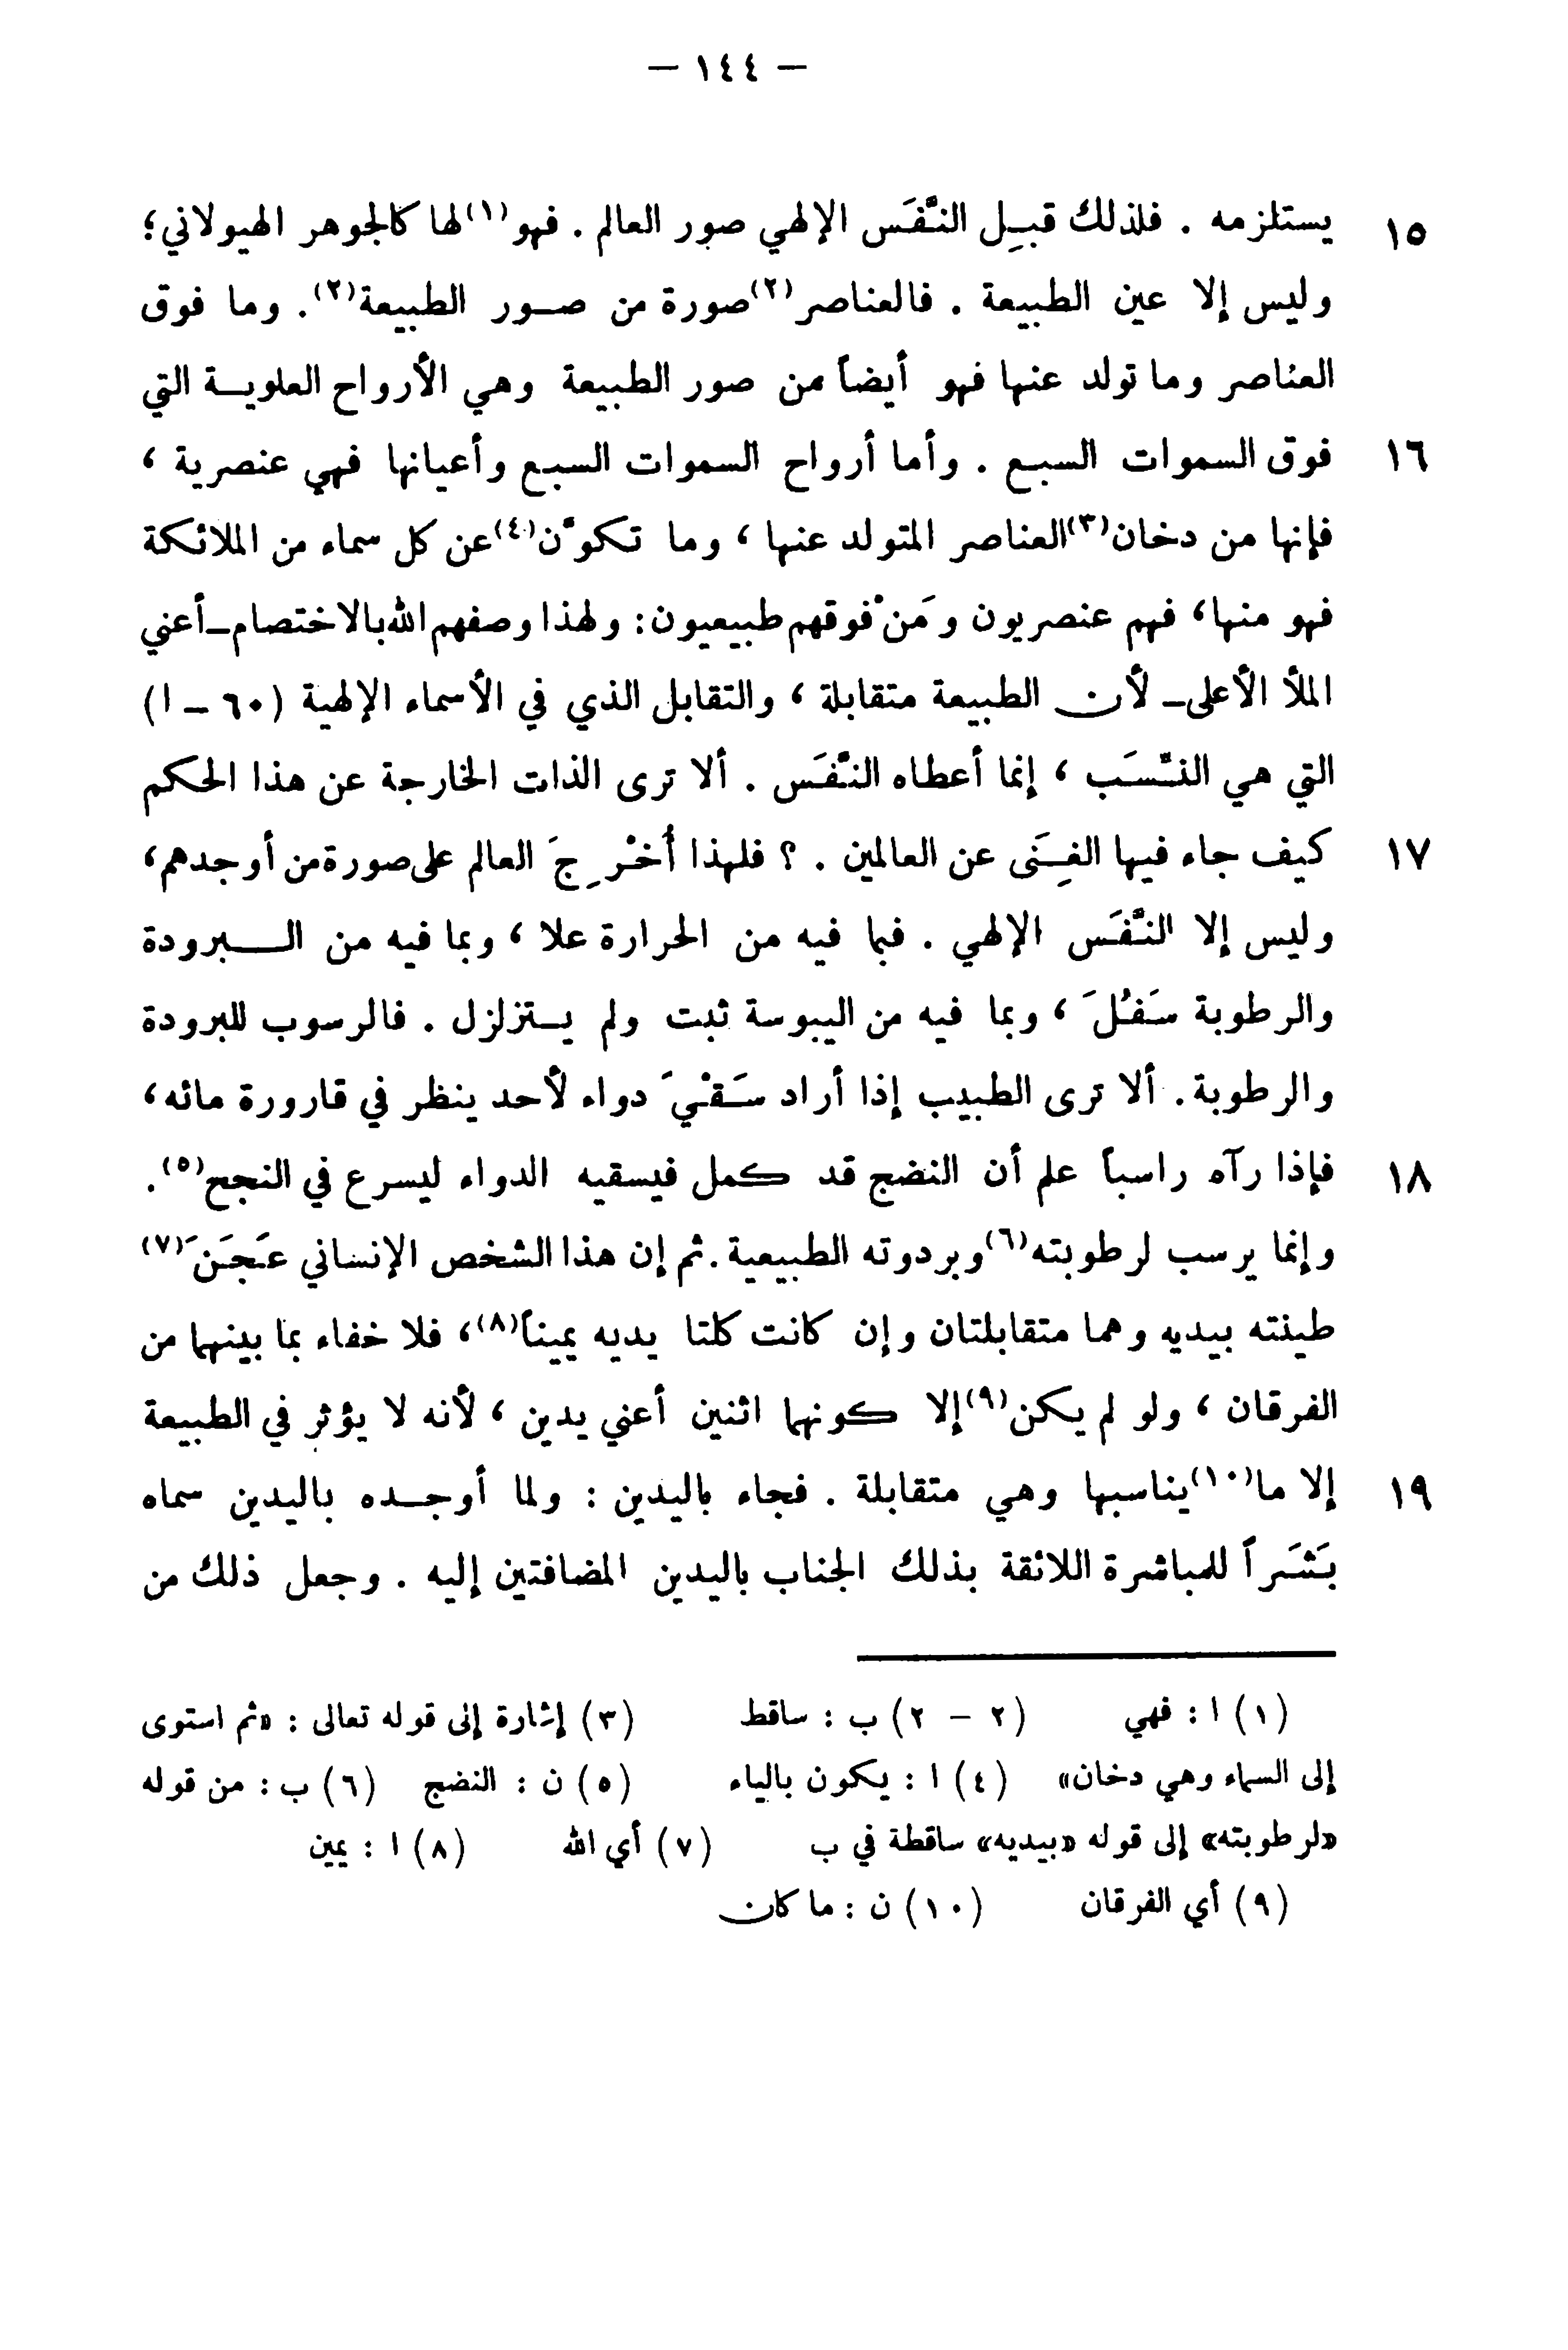 — ١٤٤ —
١٥ يستلزمه . فلذلك قبِل النَّفَس الإلهي صور العالم . فهو(١) لها كالجوهر الهيولاني؛
وليس إلا عين الطبيعة . فالعناصر(٢) صورة من صور الطبيعة(٢). وما فوق
العناصر وما تولد عنها فهو أيضاً من صور الطبيعة وهي الأرواح العلوية التي
١٦ فوق السموات السبع . وأما أرواح السموات السبع وأعيانها فهي عنصرية ،
فإنها من دخان(٣) العناصر المتولد عنها ، وما تكوَّن(٤) عن كل سماء من الملائكة
فهو منها، فهم عنصريون ومَنْ فوقهم طبيعيون: ولهذا وصفهم الله بالاختصام-أعني
الملأ الأعلى- لأن الطبيعة متقابلة ، والتقابل الذي في الأسماء الإلهية (٦٠ - ا)
التي هي النِّسَب ، إنما أعطاه النَّفَس . ألا ترى الذات الخارجة عن هذا الحكم
١٧ كيف جاء فيها الغِنَى عن العالمين . ؟ فلهذا أُخْرِجَ العالم على صورة من أوجدهم،
وليس إلا النَّفَس الإلهي . فبما فيه من الحرارة علا ، وبما فيه من البرودة
والرطوبة سَفُلَ ، وبما فيه من اليبوسة ثبت ولم يتزلزل . فالرسوب للبرودة
والرطوبة. ألا ترى الطبيب إذا أراد سَقْيَ دواء لأحد ينظر في قارورة مائه،
١٨ فإذا رآه راسباً علم أن النضج قد كمل فيسقيه الدواء ليسرع في النجح(٥).
وإنما يرسب لرطوبته(٦) وبردوته الطبيعية. ثم إن هذا الشخص الإنساني عَجَنَ(٧)
طينته بيديه وهما متقابلتان وإن كانت كلتا يديه يميناً(٨)، فلا خفاء بما بينهما من
الفرقان ، ولو لم يكن(٩) إلا كونهما اثنين أعني يدين ، لأنه لا يؤثر في الطبيعة
١٩ إلا ما(١٠) يناسبها وهي متقابلة . فجاء باليدين : ولما أوجده باليدين سماه
بَشَراً للمباشرة اللائقة بذلك الجناب باليدين المضافتين إليه . وجعل ذلك من
(١) ا : فهي (٢ - ٢) ب : ساقط (٣) إشارة إلى قوله تعالى : «ثم استوى
إلى السماء وهي دخان» (٤) ا : يكون بالياء (٥) ن : النضج (٦) ب : من قوله
«لرطوبته» إلى قوله «بيديه» ساقطة في ب (٧) أي الله (٨) ا : يمين
(٩) أي الفرقان (١٠) ن : ما كان